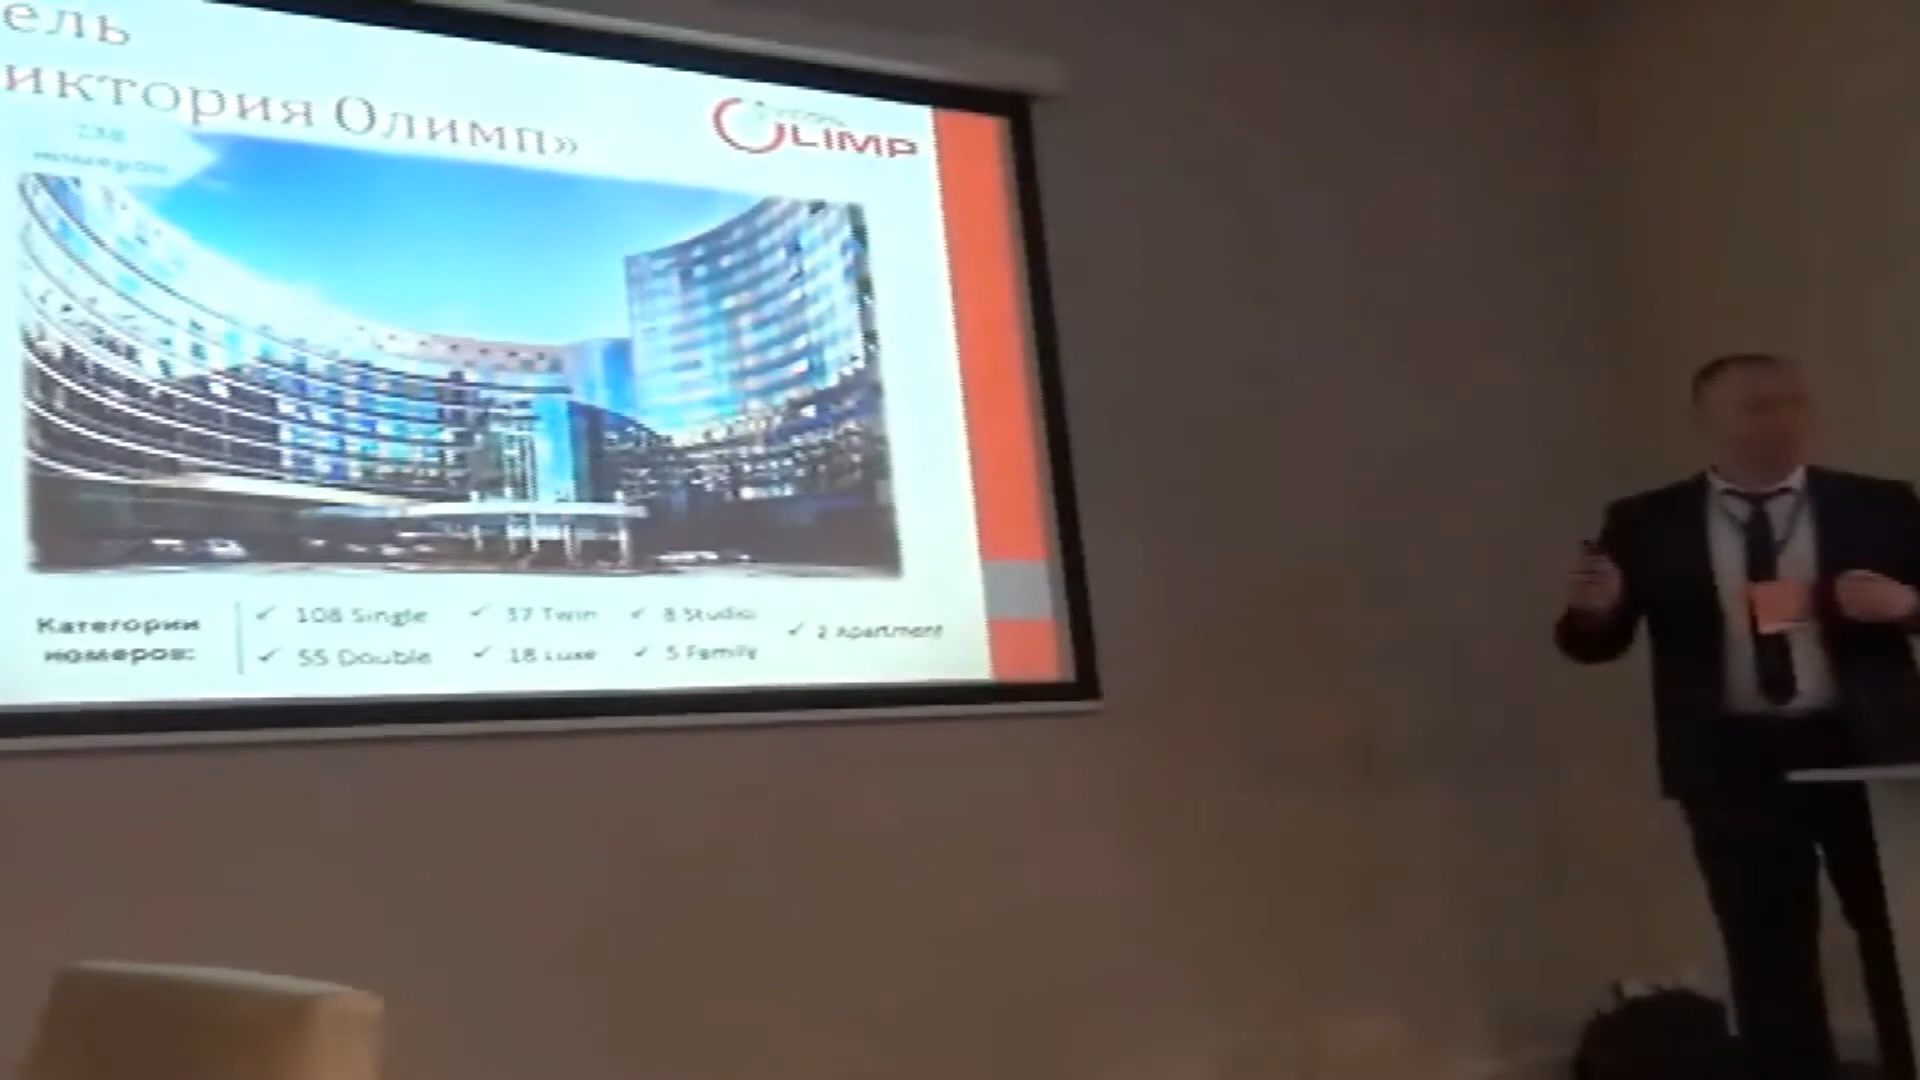 ель
иктория Олимп»
OLIMP
Категории
номеров:
108 Single
37 Twin
8 Studio
2 Apartment
55 Double
18 Luxe
5 Family